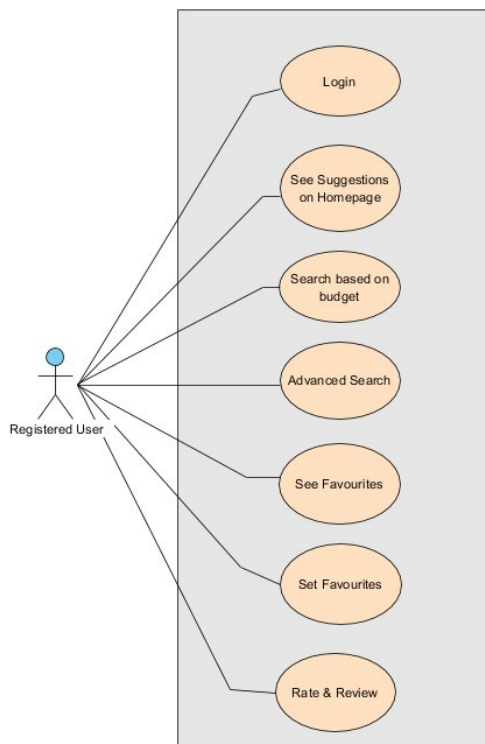 Login
See Suggestions
on Homepage
Search based on
budget
Advanced Search
Registered User
See Favourites
Set Favourites
Rate & Review